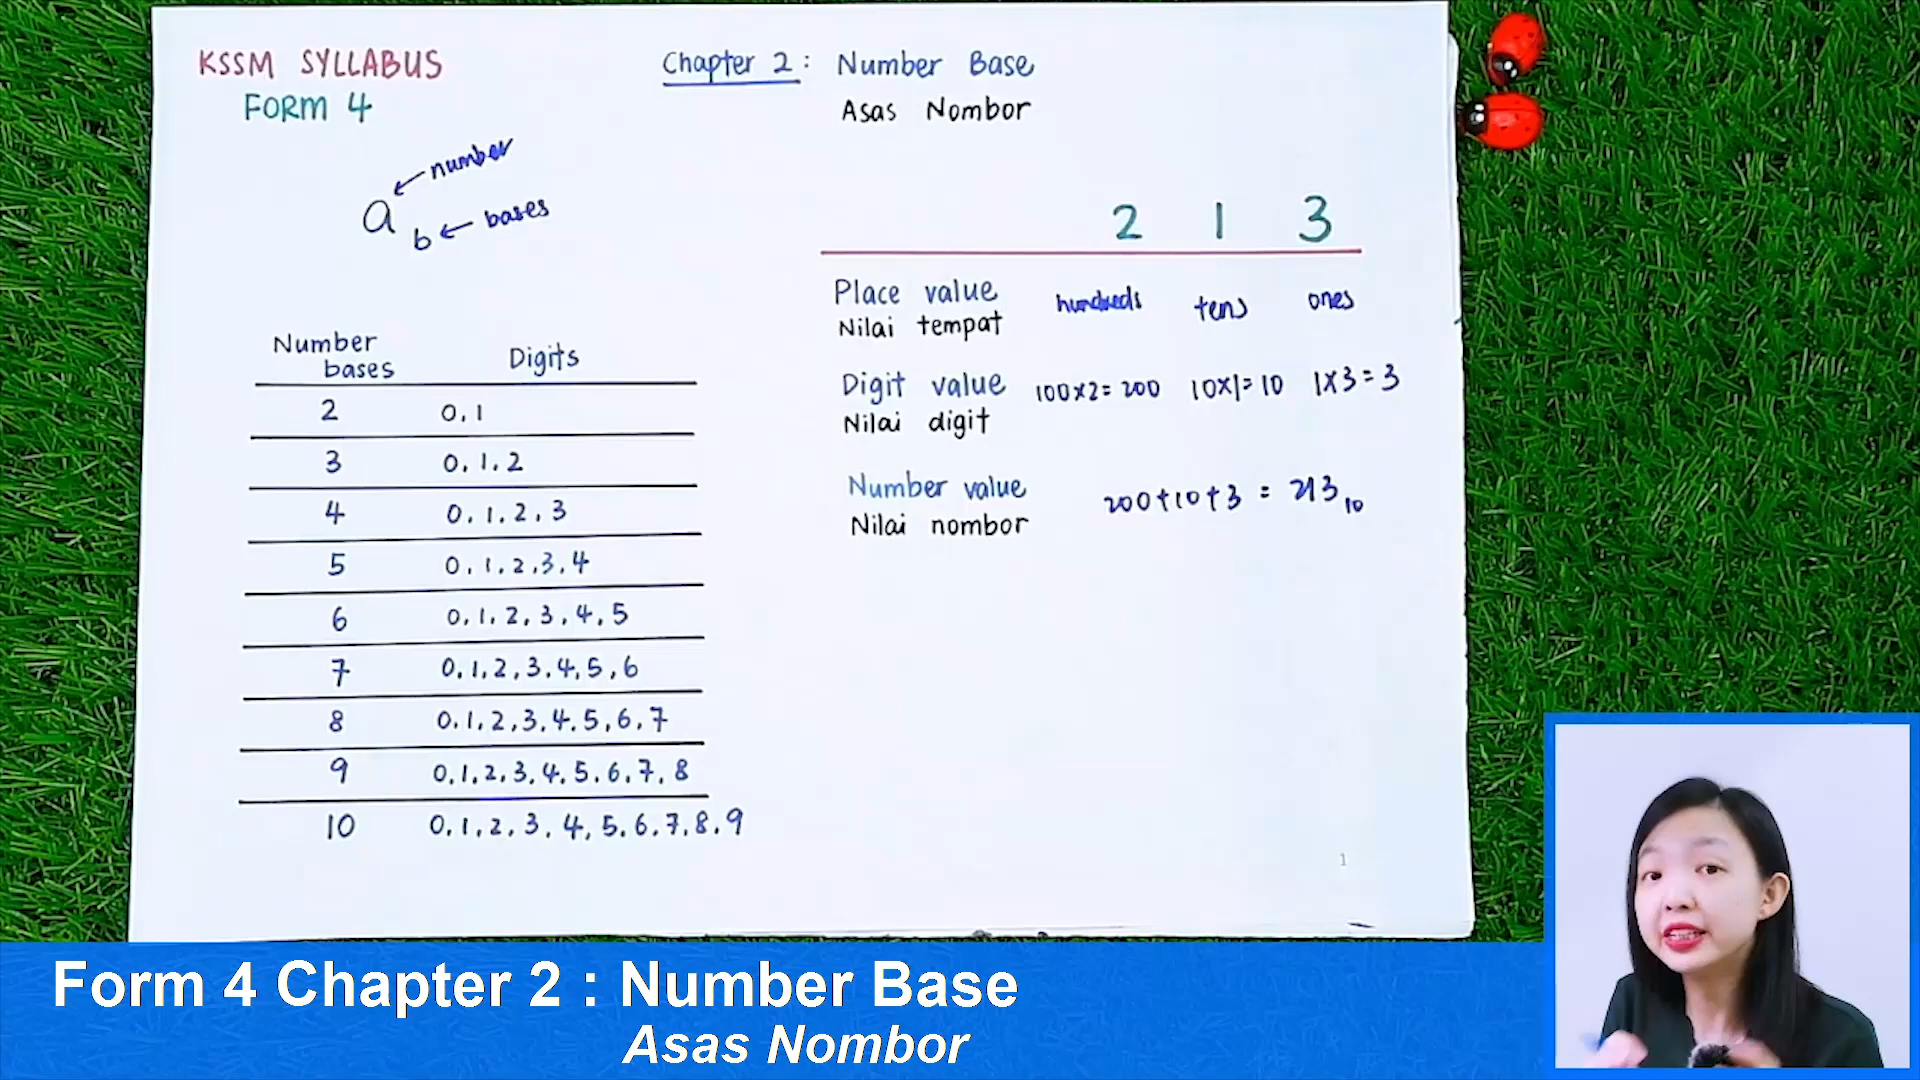 KSSM SYLLABUS
FORM 4
Chapter 2 : Number Base
Asas Nombor
a ← number
b ← bases
Number bases Digits
2 0, 1
3 0, 1, 2
4 0, 1, 2, 3
5 0, 1, 2, 3, 4
6 0, 1, 2, 3, 4, 5
7 0, 1, 2, 3, 4, 5, 6
8 0, 1, 2, 3, 4, 5, 6, 7
9 0, 1, 2, 3, 4, 5, 6, 7, 8
10 0, 1, 2, 3, 4, 5, 6, 7, 8, 9
2 1 3
Place value hundreds tens ones
Nilai tempat
Digit value 100×2=200 10×1=10 1×3=3
Nilai digit
Number value 200+10+3 = 213₁₀
Nilai nombor
1
Form 4 Chapter 2 : Number Base
Asas Nombor